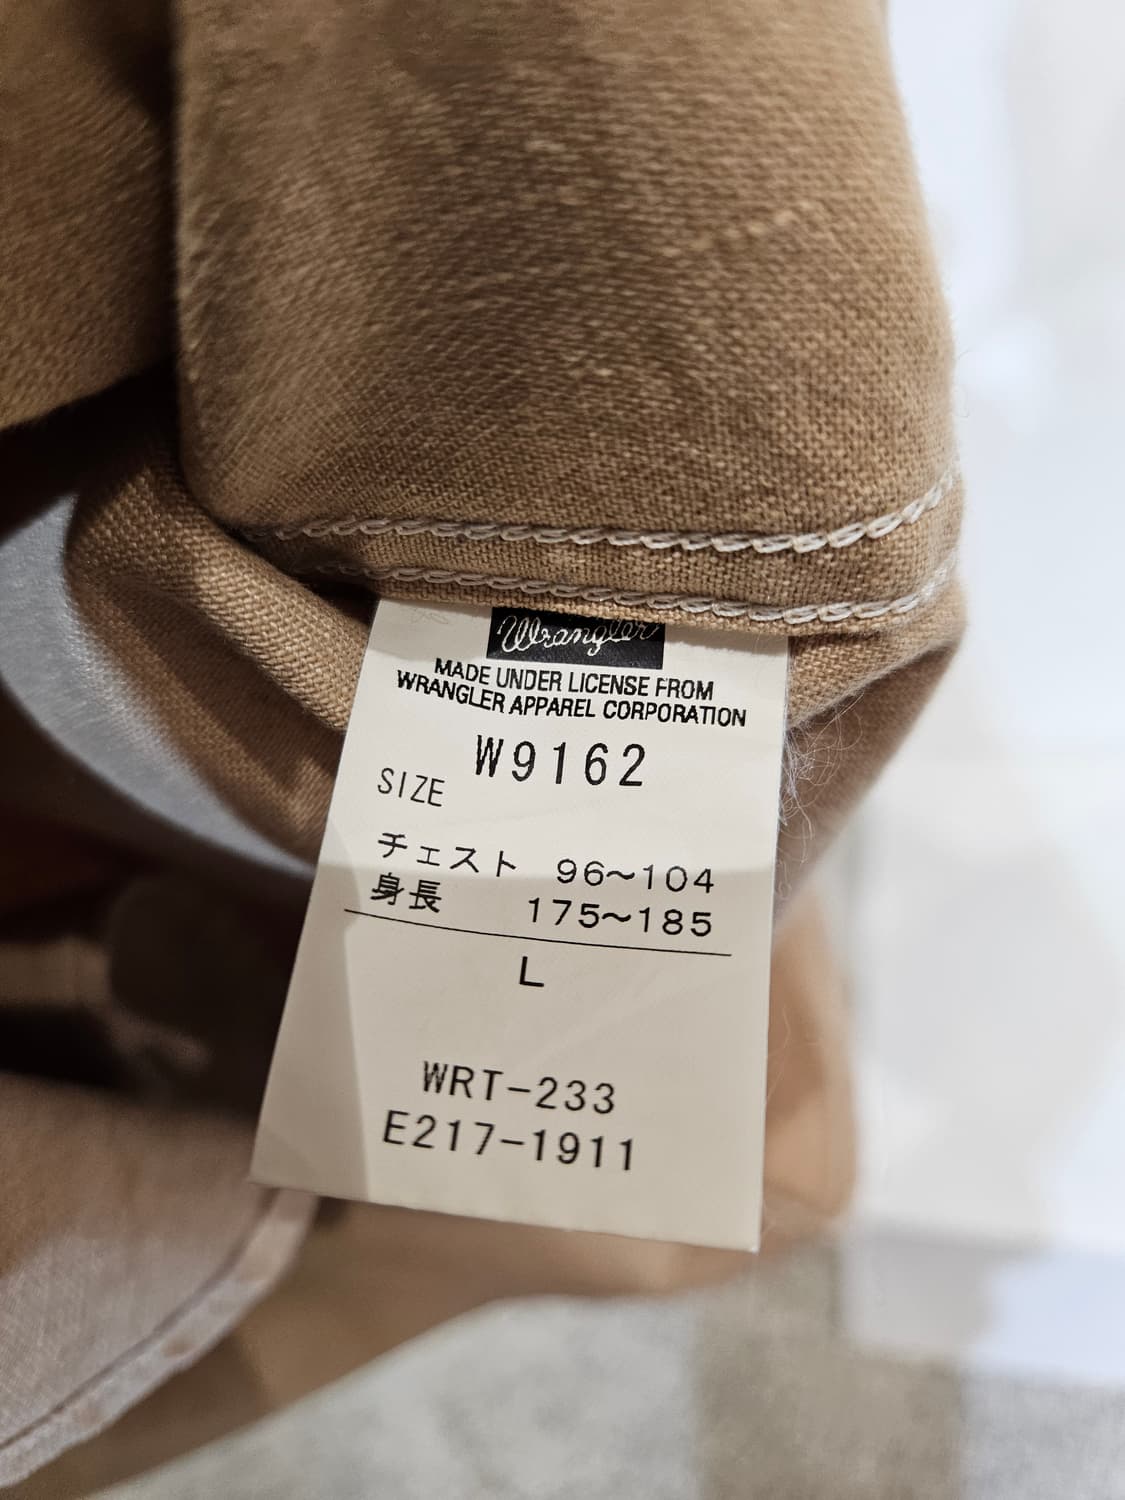 Wrangler
MADE UNDER LICENSE FROM
WRANGLER APPAREL CORPORATION
W9162
SIZE
チェスト 96～104
身長 175～185
L
WRT-233
E217-1911